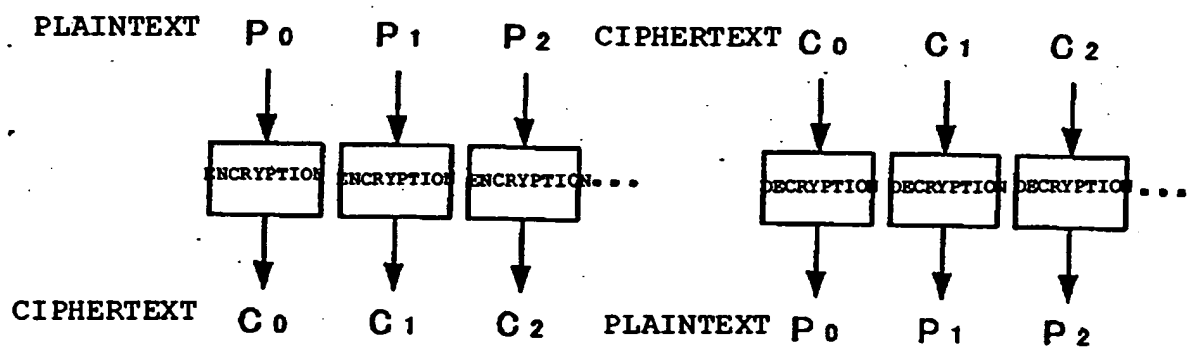 PLAINTEXT P0 P1 P2
ENCRYPTION ENCRYPTION ENCRYPTION...
CIPHERTEXT C0 C1 C2
CIPHERTEXT C0 C1 C2
DECRYPTION DECRYPTION DECRYPTION...
PLAINTEXT P0 P1 P2